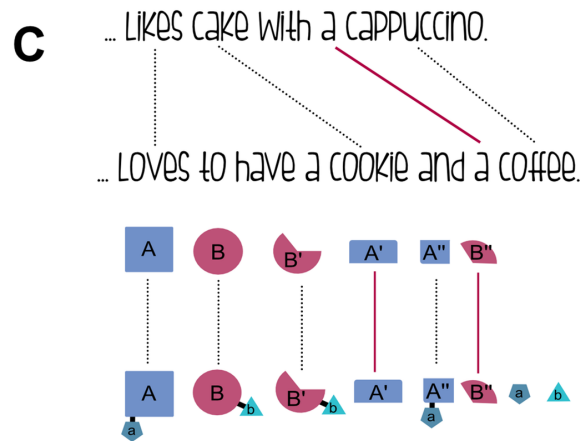 C
... Likes cake with a cappuccino.
... Loves to have a cookie and a coffee.
A B B' A' A" B"
A B B' A' A" B" a b
a b b a